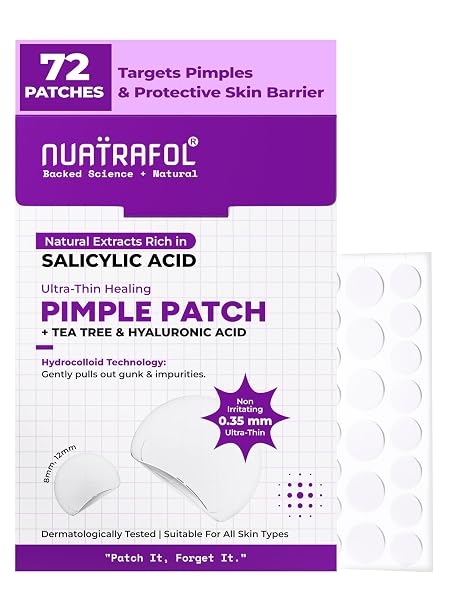 72
PATCHES
Targets Pimples
& Protective Skin Barrier
NUATRAFOL®
Backed Science + Natural
Natural Extracts Rich in
SALICYLIC ACID
Ultra-Thin Healing
PIMPLE PATCH
+ TEA TREE & HYALURONIC ACID
Hydrocolloid Technology:
Gently pulls out gunk & impurities.
Non
Irritating
0.35 mm
Ultra-Thin
8mm, 12mm
Dermatologically Tested | Suitable For All Skin Types
"Patch It, Forget It."